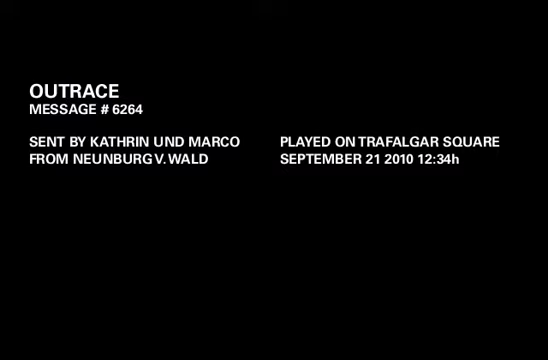 OUTRACE
MESSAGE # 6264
SENT BY KATHRIN UND MARCO
FROM NEUNBURG V. WALD
PLAYED ON TRAFALGAR SQUARE
SEPTEMBER 21 2010 12:34h